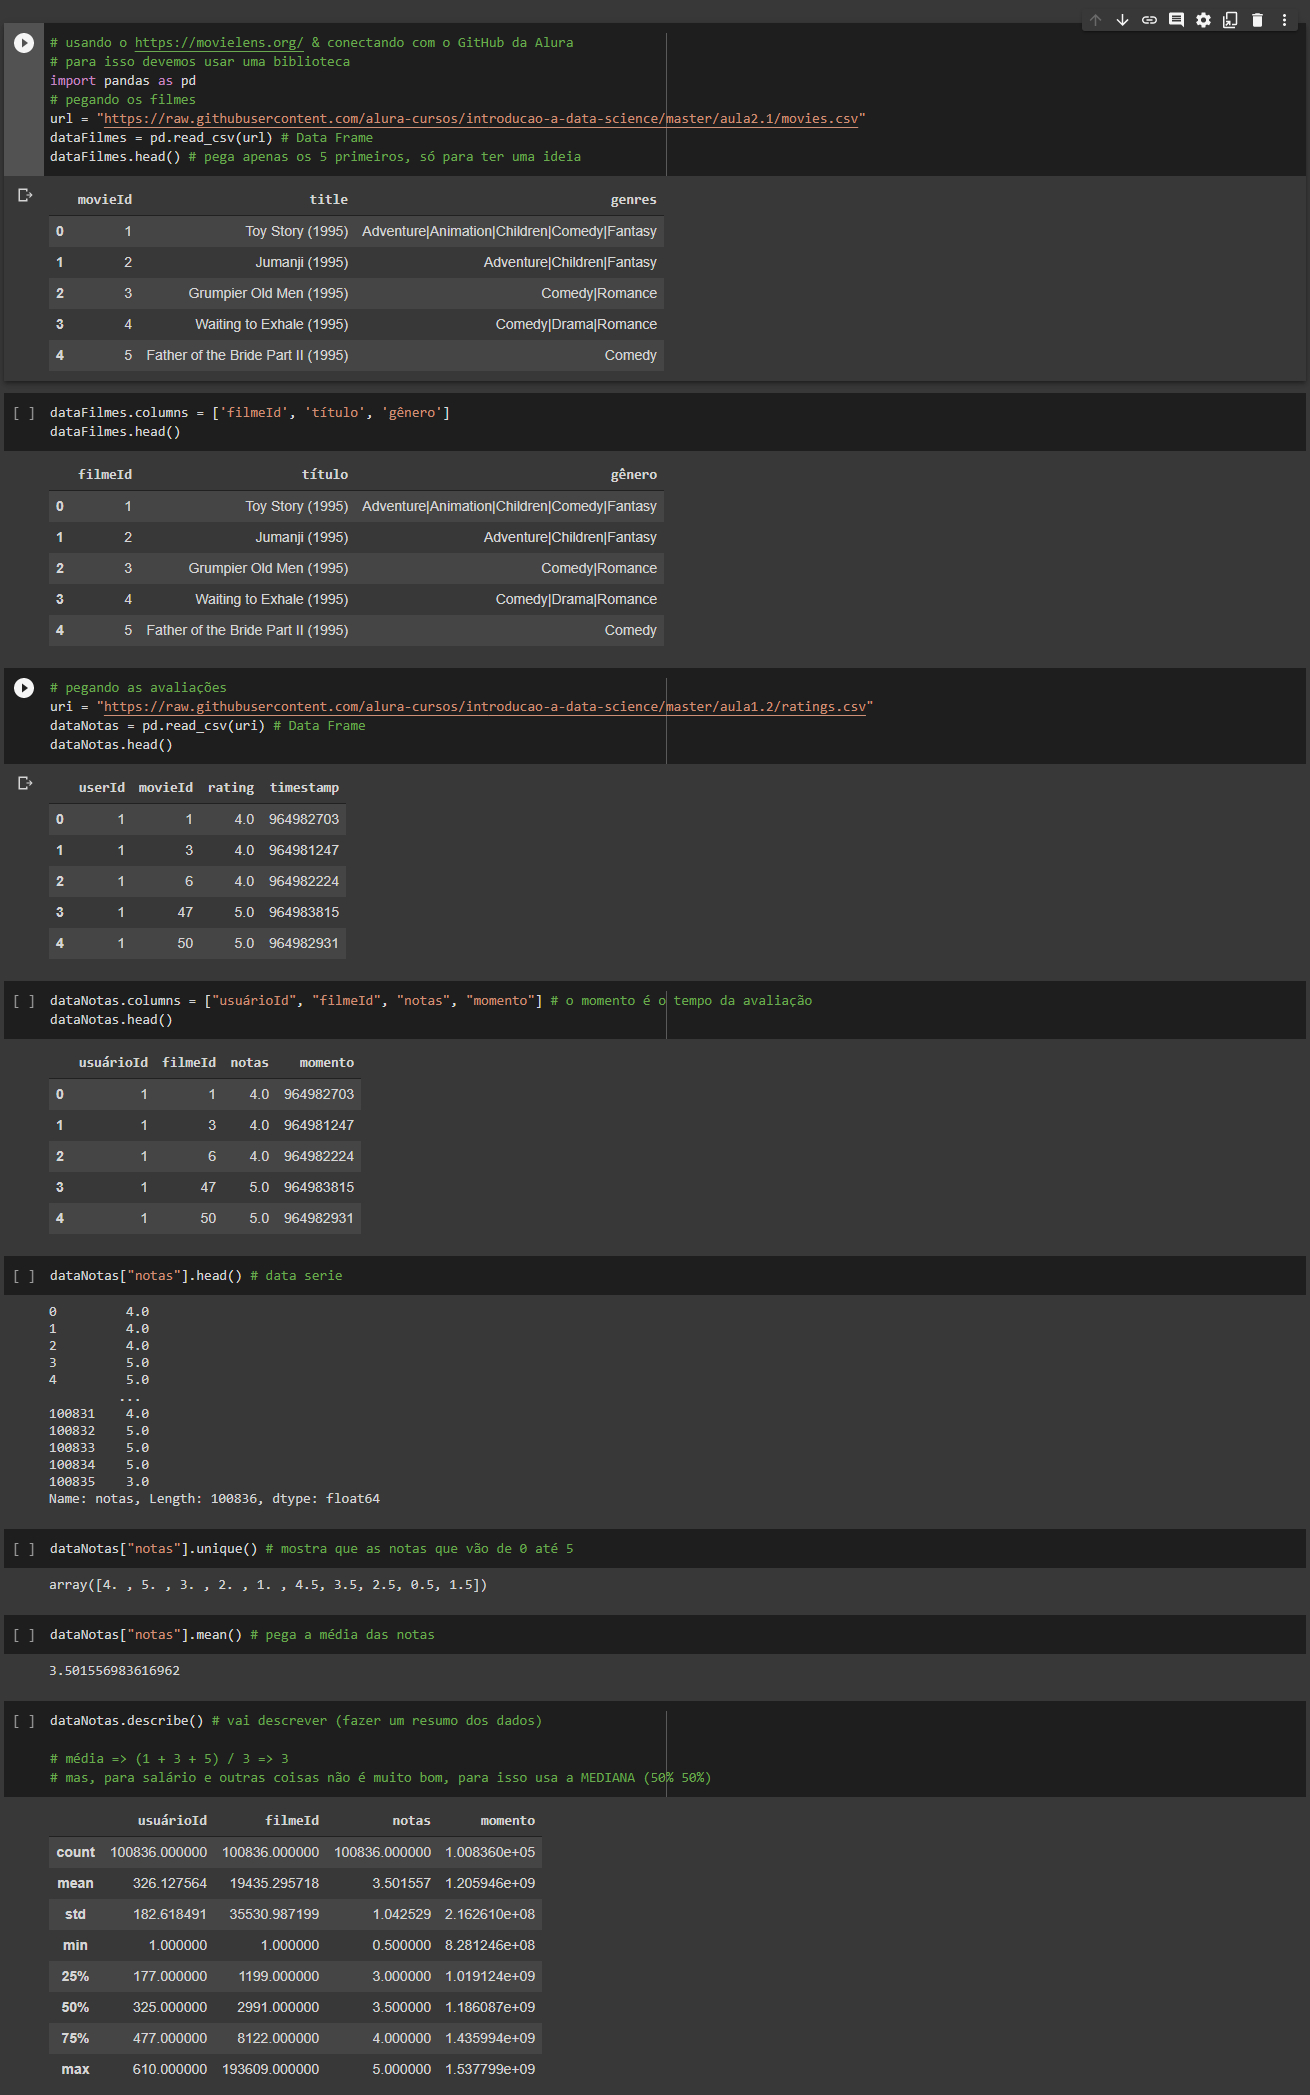 # usando o https://movielens.org/ & conectando com o GitHub da Alura
# para isso devemos usar uma biblioteca
import pandas as pd
# pegando os filmes
url = "https://raw.githubusercontent.com/alura-cursos/introducao-a-data-science/master/aula2.1/movies.csv"
dataFilmes = pd.read_csv(url) # Data Frame
dataFilmes.head() # pega apenas os 5 primeiros, só para ter uma ideia
movieId title genres
0 1 Toy Story (1995) Adventure|Animation|Children|Comedy|Fantasy
1 2 Jumanji (1995) Adventure|Children|Fantasy
2 3 Grumpier Old Men (1995) Comedy|Romance
3 4 Waiting to Exhale (1995) Comedy|Drama|Romance
4 5 Father of the Bride Part II (1995) Comedy
[ ] dataFilmes.columns = ['filmeId', 'título', 'gênero']
dataFilmes.head()
filmeId título gênero
0 1 Toy Story (1995) Adventure|Animation|Children|Comedy|Fantasy
1 2 Jumanji (1995) Adventure|Children|Fantasy
2 3 Grumpier Old Men (1995) Comedy|Romance
3 4 Waiting to Exhale (1995) Comedy|Drama|Romance
4 5 Father of the Bride Part II (1995) Comedy
# pegando as avaliações
uri = "https://raw.githubusercontent.com/alura-cursos/introducao-a-data-science/master/aula1.2/ratings.csv"
dataNotas = pd.read_csv(uri) # Data Frame
dataNotas.head()
userId movieId rating timestamp
0 1 1 4.0 964982703
1 1 3 4.0 964981247
2 1 6 4.0 964982224
3 1 47 5.0 964983815
4 1 50 5.0 964982931
[ ] dataNotas.columns = ["usuárioId", "filmeId", "notas", "momento"] # o momento é o tempo da avaliação
dataNotas.head()
usuárioId filmeId notas momento
0 1 1 4.0 964982703
1 1 3 4.0 964981247
2 1 6 4.0 964982224
3 1 47 5.0 964983815
4 1 50 5.0 964982931
[ ] dataNotas["notas"].head() # data serie
0 4.0
1 4.0
2 4.0
3 5.0
4 5.0
...
100831 4.0
100832 5.0
100833 5.0
100834 5.0
100835 3.0
Name: notas, Length: 100836, dtype: float64
[ ] dataNotas["notas"].unique() # mostra que as notas que vão de 0 até 5
array([4. , 5. , 3. , 2. , 1. , 4.5, 3.5, 2.5, 0.5, 1.5])
[ ] dataNotas["notas"].mean() # pega a média das notas
3.501556983616962
[ ] dataNotas.describe() # vai descrever (fazer um resumo dos dados)
# média => (1 + 3 + 5) / 3 => 3
# mas, para salário e outras coisas não é muito bom, para isso usa a MEDIANA (50% 50%)
usuárioId filmeId notas momento
count 100836.000000 100836.000000 100836.000000 1.008360e+05
mean 326.127564 19435.295718 3.501557 1.205946e+09
std 182.618491 35530.987199 1.042529 2.162610e+08
min 1.000000 1.000000 0.500000 8.281246e+08
25% 177.000000 1199.000000 3.000000 1.019124e+09
50% 325.000000 2991.000000 3.500000 1.186087e+09
75% 477.000000 8122.000000 4.000000 1.435994e+09
max 610.000000 193609.000000 5.000000 1.537799e+09